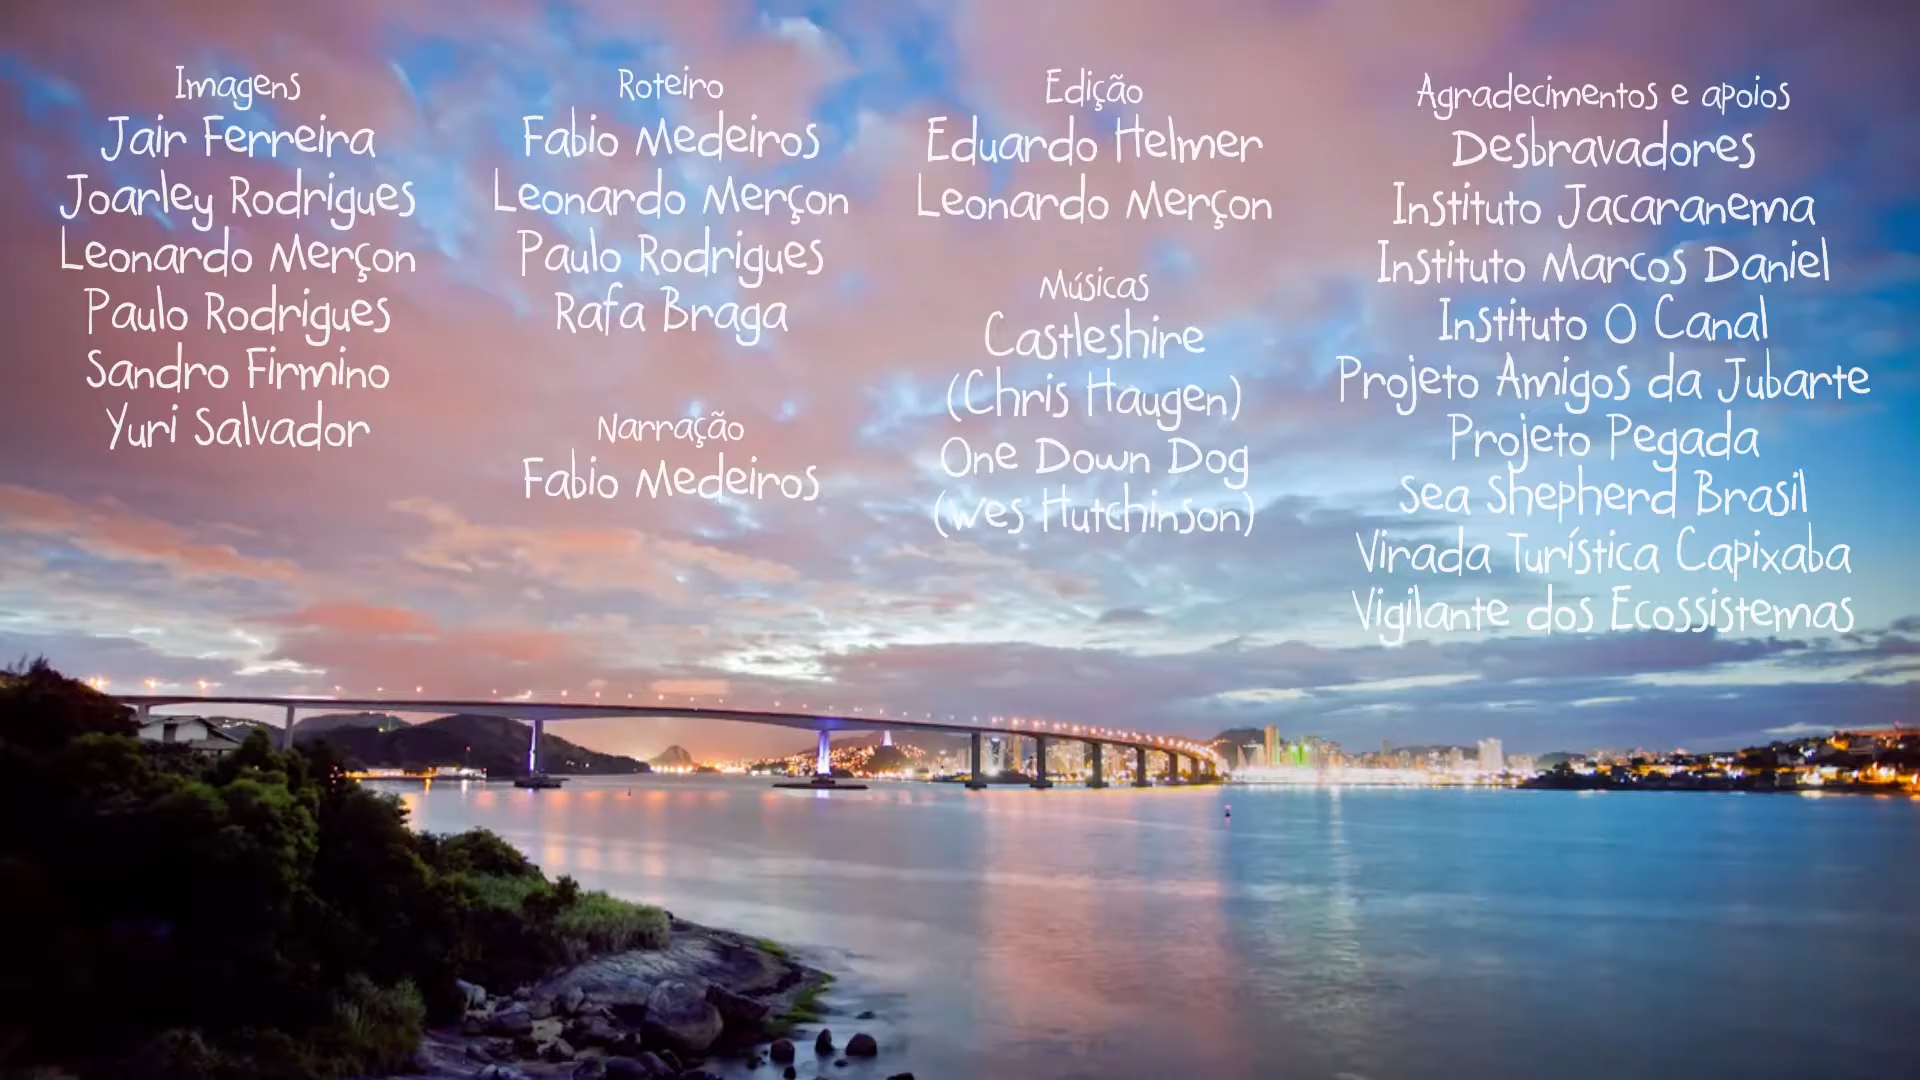 Imagens
Jair Ferreira
Joarley Rodrigues
Leonardo Merçon
Paulo Rodrigues
Sandro Firmino
Yuri Salvador
Roteiro
Fabio Medeiros
Leonardo Merçon
Paulo Rodrigues
Rafa Braga
Narração
Fabio Medeiros
Edição
Eduardo Helmer
Leonardo Merçon
Músicas
Castleshire
(Chris Haugen)
One Down Dog
(Wes Hutchinson)
Agradecimentos e apoios
Desbravadores
Instituto Jacaranema
Instituto Marcos Daniel
Instituto O Canal
Projeto Amigos da Jubarte
Projeto Pegada
Sea Shepherd Brasil
Virada Turística Capixaba
Vigilante dos Ecossistemas